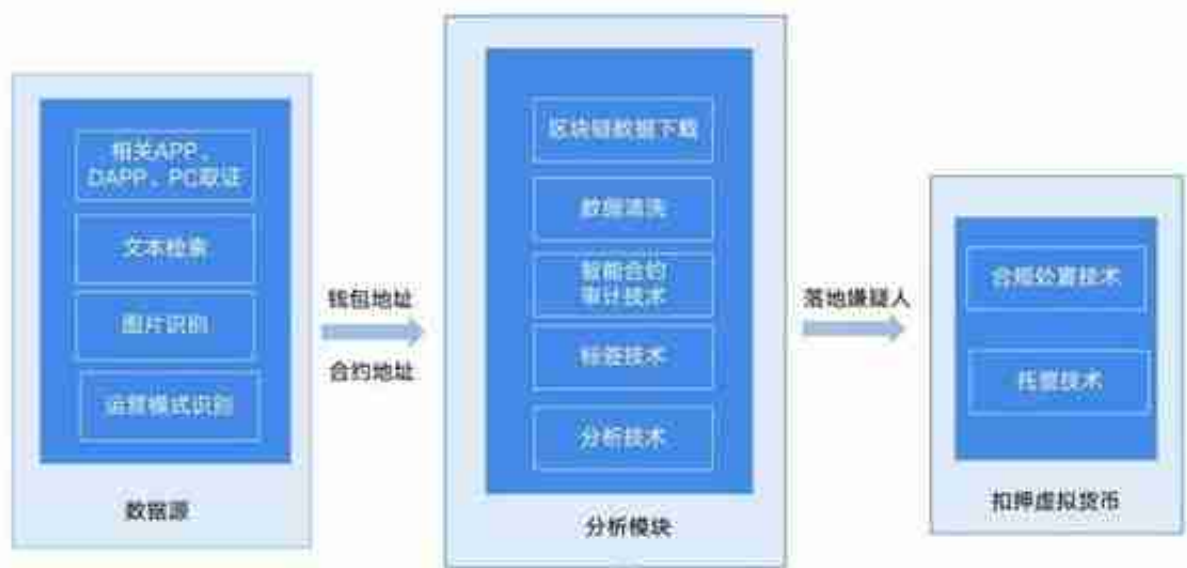 相关APP、
DAPP、PC取证
文本检索
图片识别
运营模式识别
数据源
钱包地址
合约地址
区块链数据下载
数据清洗
智能合约
审计技术
标签技术
分析技术
分析模块
落地嫌疑人
合规处置技术
托管技术
扣押虚拟货币